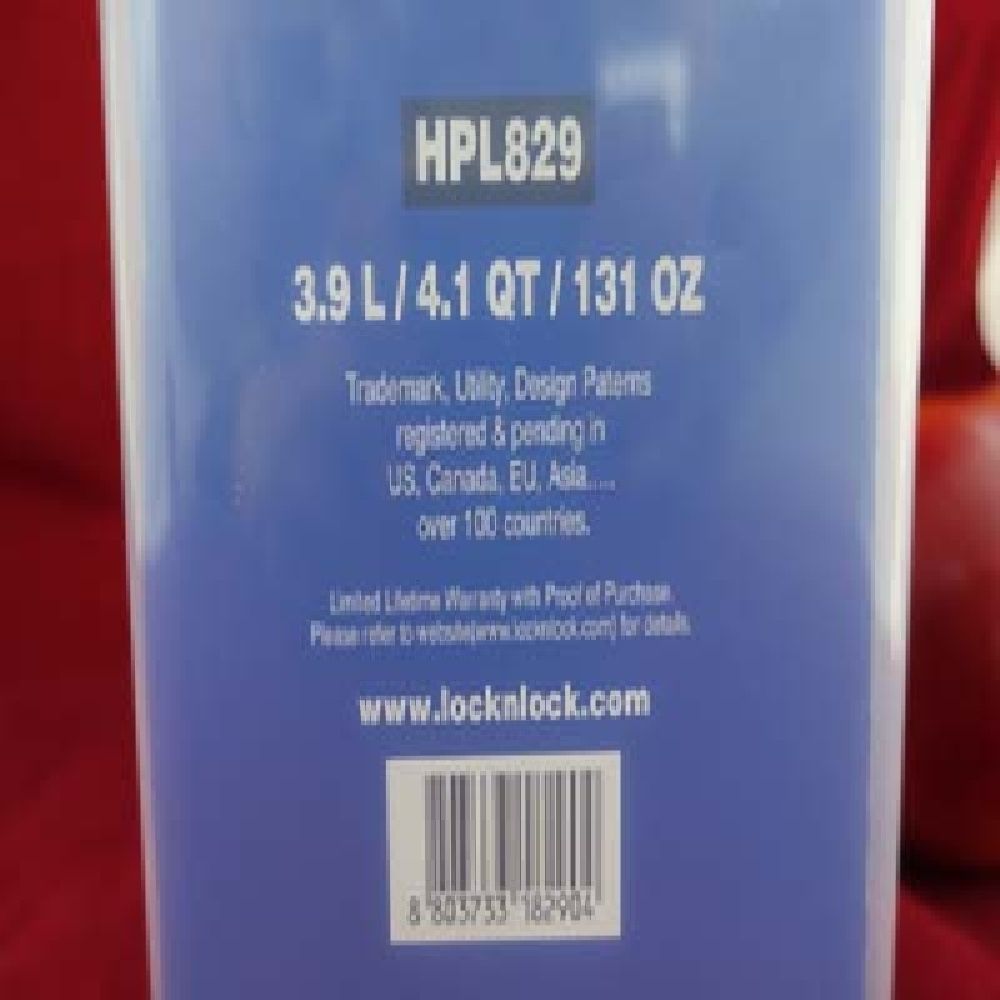 HPL829
3.9 L / 4.1 QT / 131 OZ
Trademark, Utility, Design Patents
registered & pending in
US, Canada, EU, Asia.....
over 100 countries.
Limited Lifetime Warranty with Proof of Purchase.
Please refer to website(www.locknlock.com) for details.
www.locknlock.com
8 803733 182904